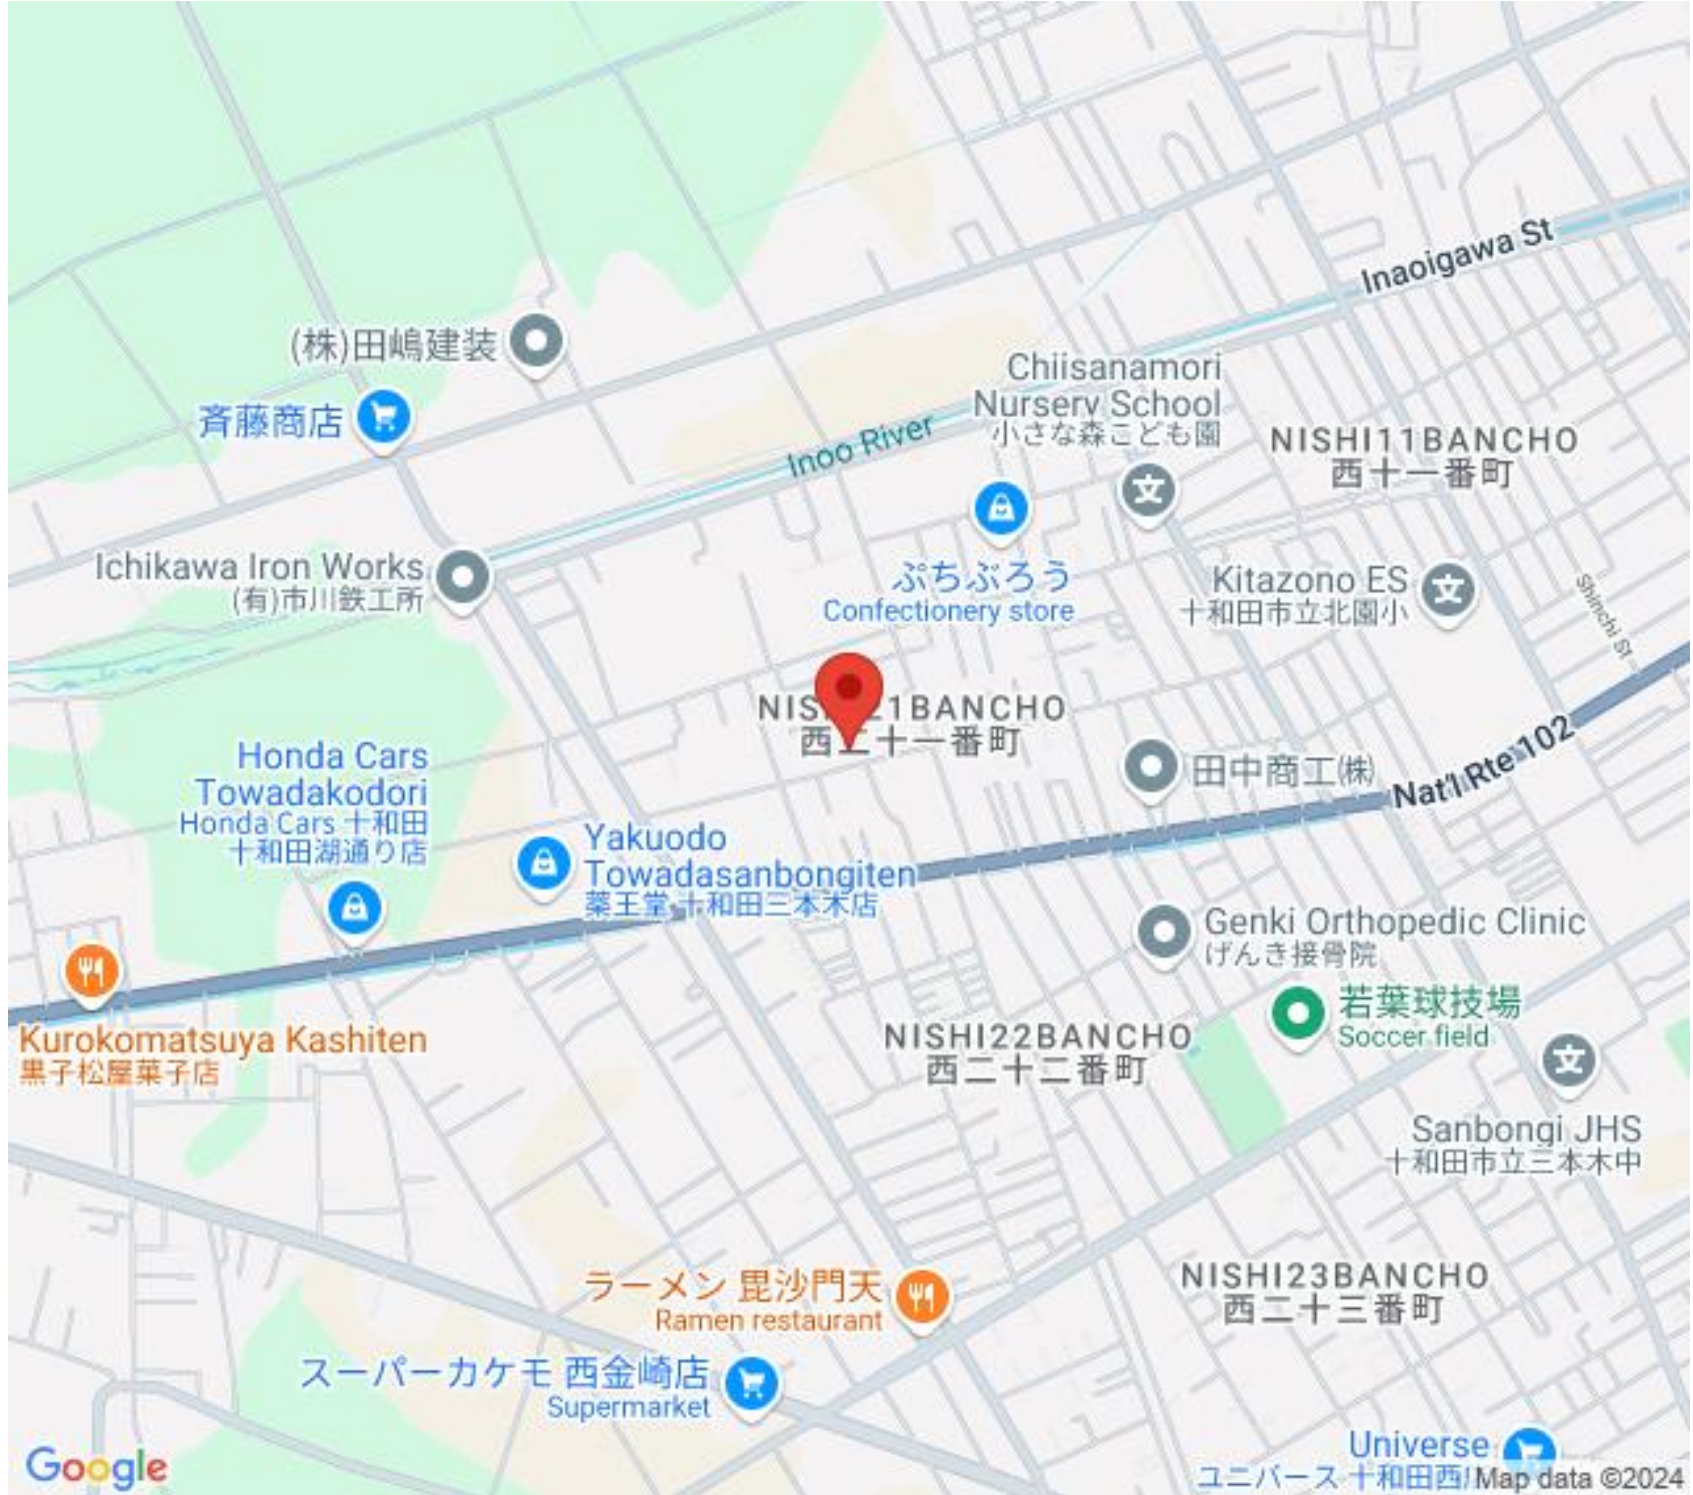 Inaoigawa St
(株)田嶋建装
斉藤商店
Chiisanamori
Nursery School
小さな森こども園
Inoo River
NISHI11BANCHO
西十一番町
Ichikawa Iron Works
(有)市川鉄工所
ぷちぶろう
Confectionery store
Kitazono ES
十和田市立北園小
Shinchi St
西二十一番町
Honda Cars
Towadakodori
Honda Cars 十和田
十和田湖通り店
田中商工㈱
Nat'l Rte 102
Yakuodo
Towadasanbongiten
薬王堂 十和田三本木店
Genki Orthopedic Clinic
げんき接骨院
若葉球技場
Soccer field
Kurokomatsuya Kashiten
黒子松屋菓子店
NISHI22BANCHO
西二十二番町
Sanbongi JHS
十和田市立三本木中
ラーメン 毘沙門天
Ramen restaurant
NISHI23BANCHO
西二十三番町
スーパーカケモ 西金崎店
Supermarket
Universe
ユニバース 十和田西
Google
Map data ©2024